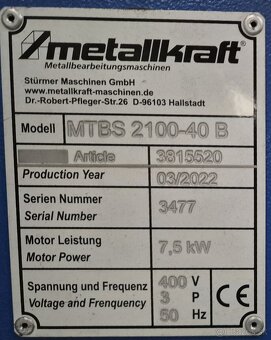 metallkraft®
Metallbearbeitungsmaschinen
Stürmer Maschinen GmbH
www.metallkraft-maschinen.de
Dr.-Robert-Pfleger-Str.26 D-96103 Hallstadt
Modell MTBS 2100-40 B
Article 3815520
Production Year 03/2022
Serien Nummer
Serial Number 3477
Motor Leistung
Motor Power 7,5 kW
Spannung und Frequenz 400 V
Voltage and Frenquency 3 P
50 Hz
CE